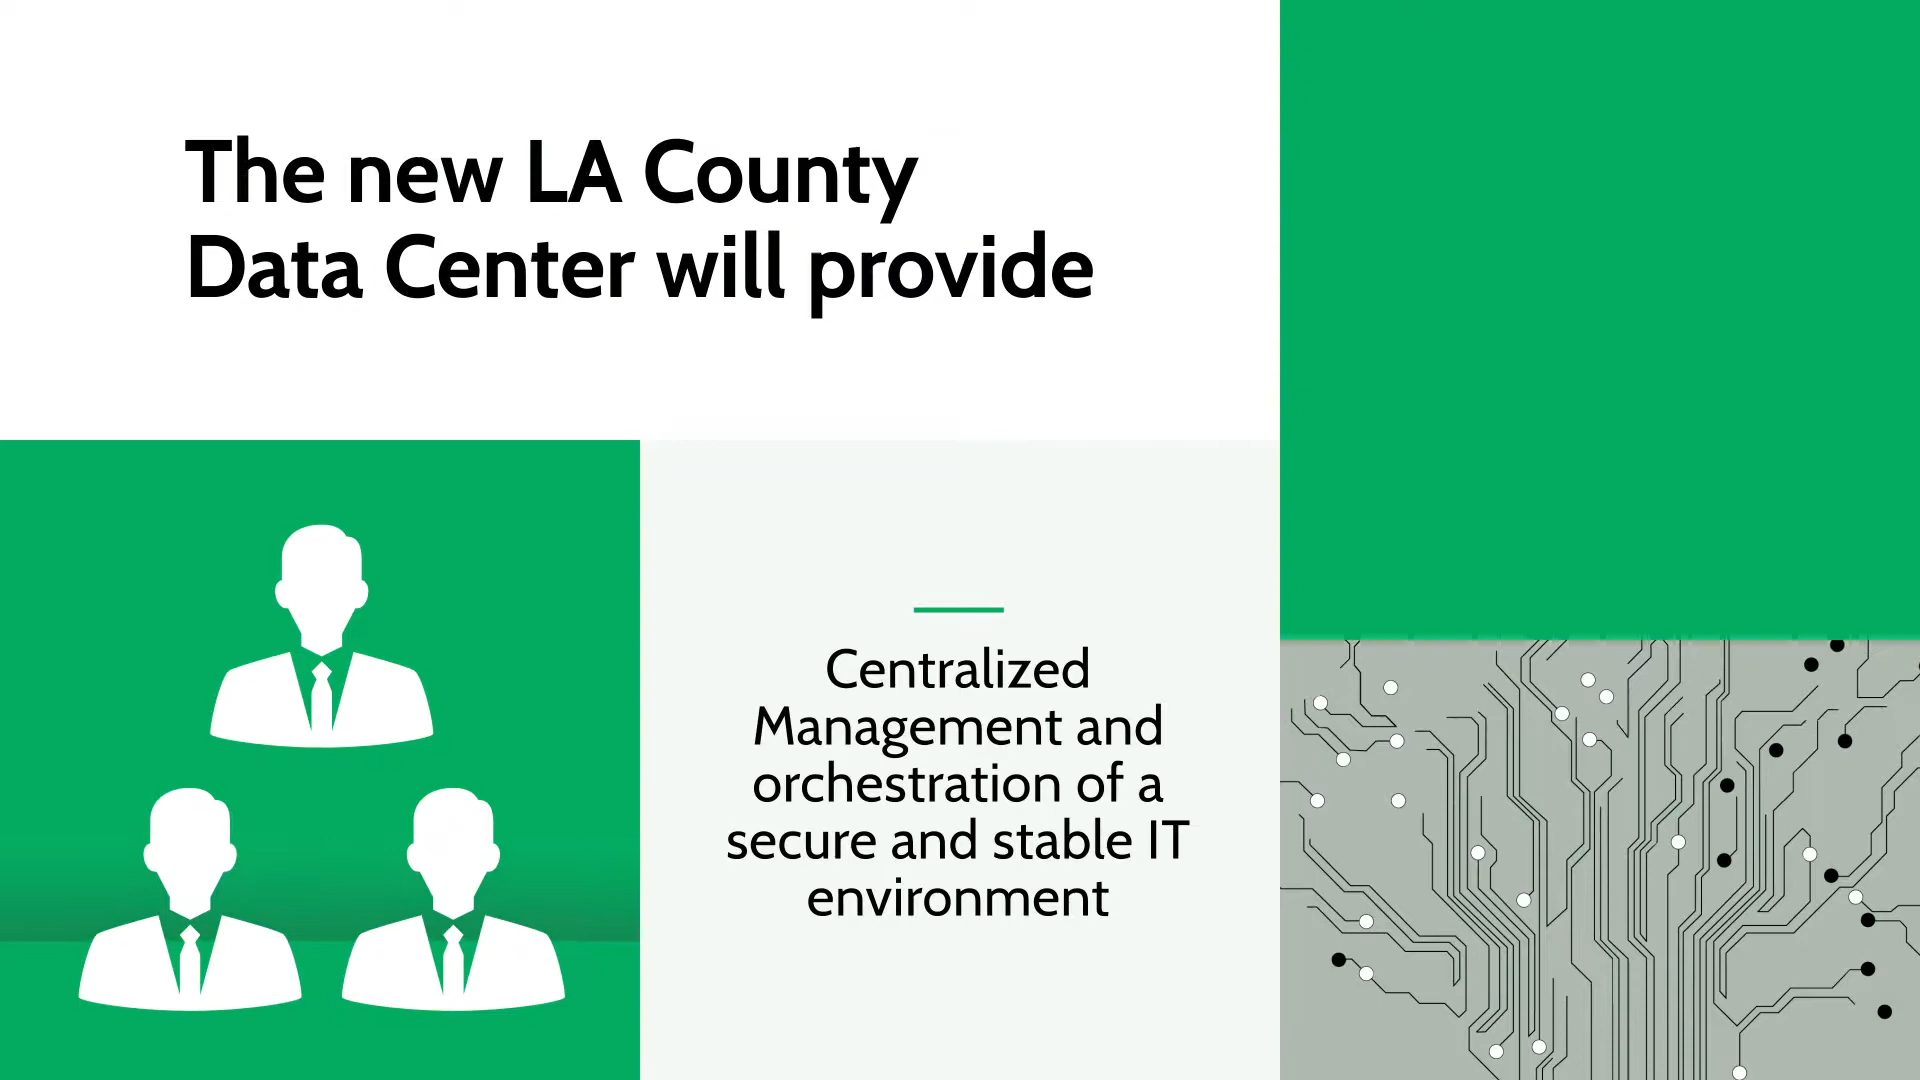 The new LA County
Data Center will provide
Centralized
Management and
orchestration of a
secure and stable IT
environment